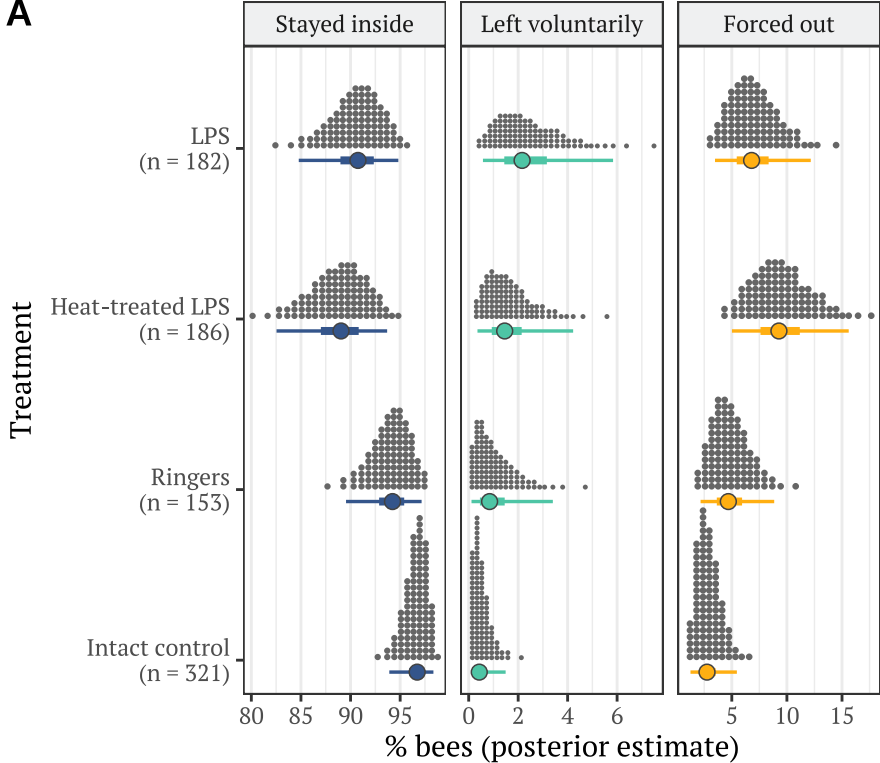 A
Stayed inside
Left voluntarily
Forced out
Treatment
LPS
(n = 182)
Heat-treated LPS
(n = 186)
Ringers
(n = 153)
Intact control
(n = 321)
80 85 90 95
0 2 4 6
5 10 15
% bees (posterior estimate)